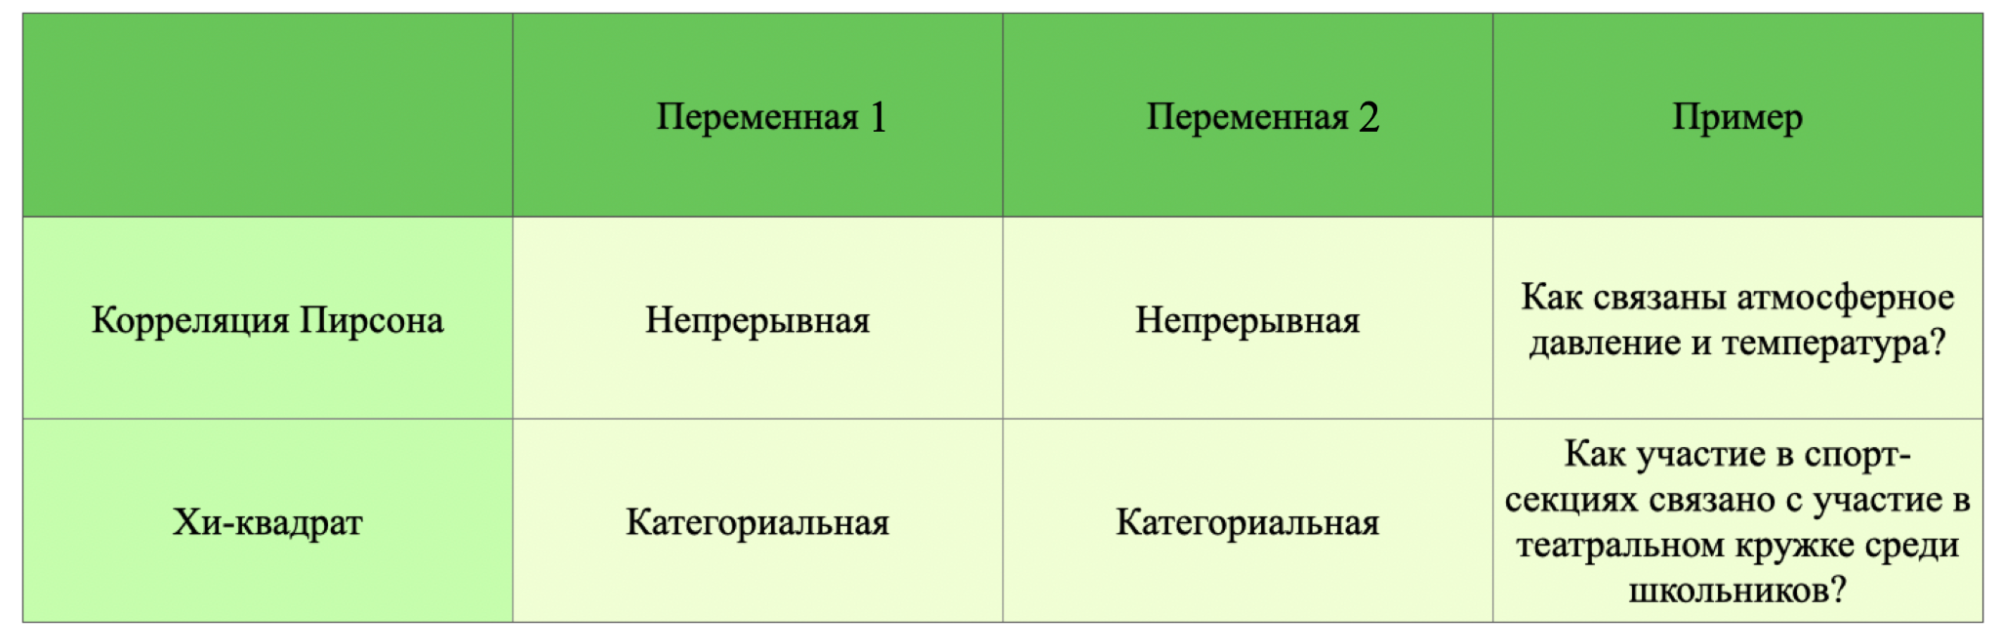 Переменная 1
Переменная 2
Пример
Корреляция Пирсона
Непрерывная
Непрерывная
Как связаны атмосферное
давление и температура?
Хи-квадрат
Категориальная
Категориальная
Как участие в спорт-
секциях связано с участие в
театральном кружке среди
школьников?